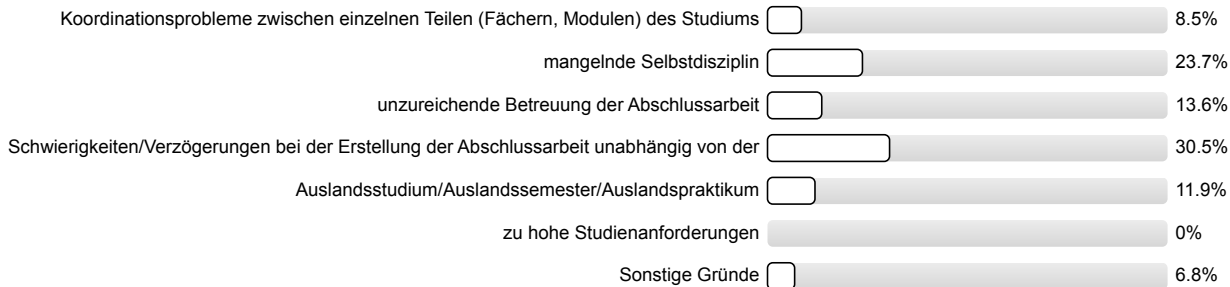 Koordinationsprobleme zwischen einzelnen Teilen (Fächern, Modulen) des Studiums 8.5%
mangelnde Selbstdisziplin 23.7%
unzureichende Betreuung der Abschlussarbeit 13.6%
Schwierigkeiten/Verzögerungen bei der Erstellung der Abschlussarbeit unabhängig von der 30.5%
Auslandsstudium/Auslandssemester/Auslandspraktikum 11.9%
zu hohe Studienanforderungen 0%
Sonstige Gründe 6.8%